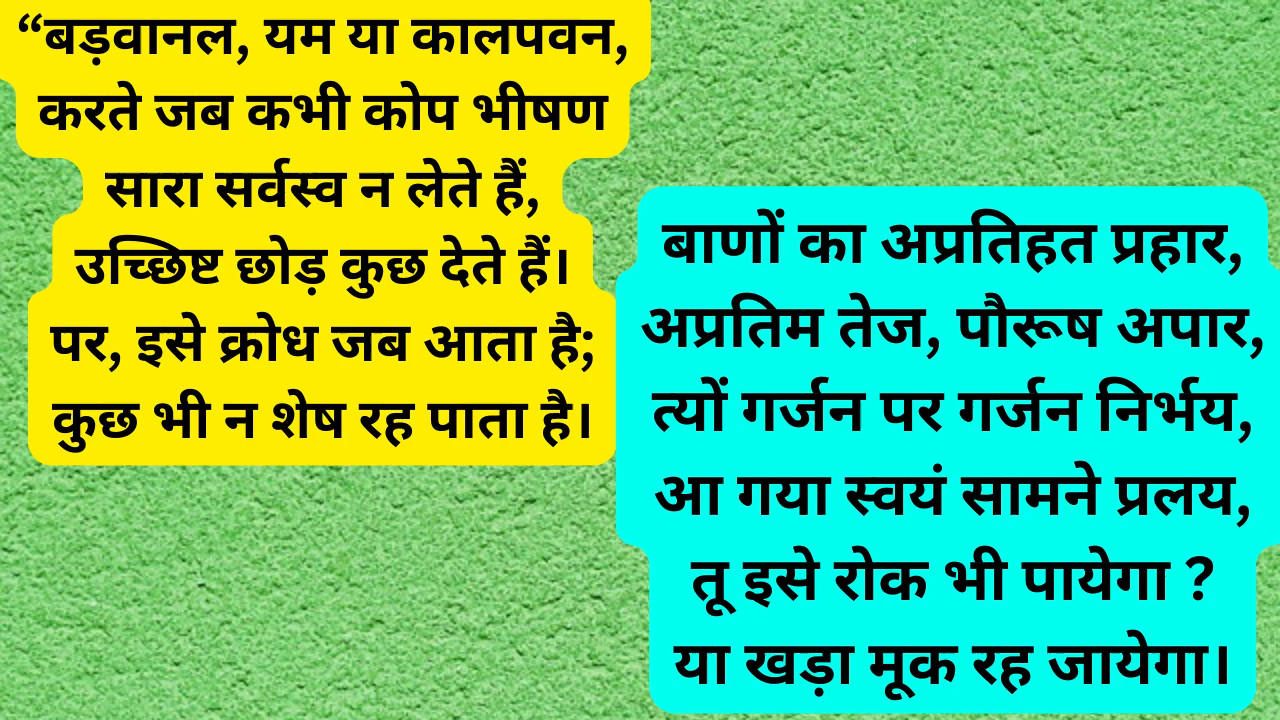 “बड़वानल, यम या कालपवन,
करते जब कभी कोप भीषण
सारा सर्वस्व न लेते हैं,
उच्छिष्ट छोड़ कुछ देते हैं।
पर, इसे क्रोध जब आता है;
कुछ भी न शेष रह पाता है।
बाणों का अप्रतिहत प्रहार,
अप्रतिम तेज, पौरूष अपार,
त्यों गर्जन पर गर्जन निर्भय,
आ गया स्वयं सामने प्रलय,
तू इसे रोक भी पायेगा ?
या खड़ा मूक रह जायेगा।